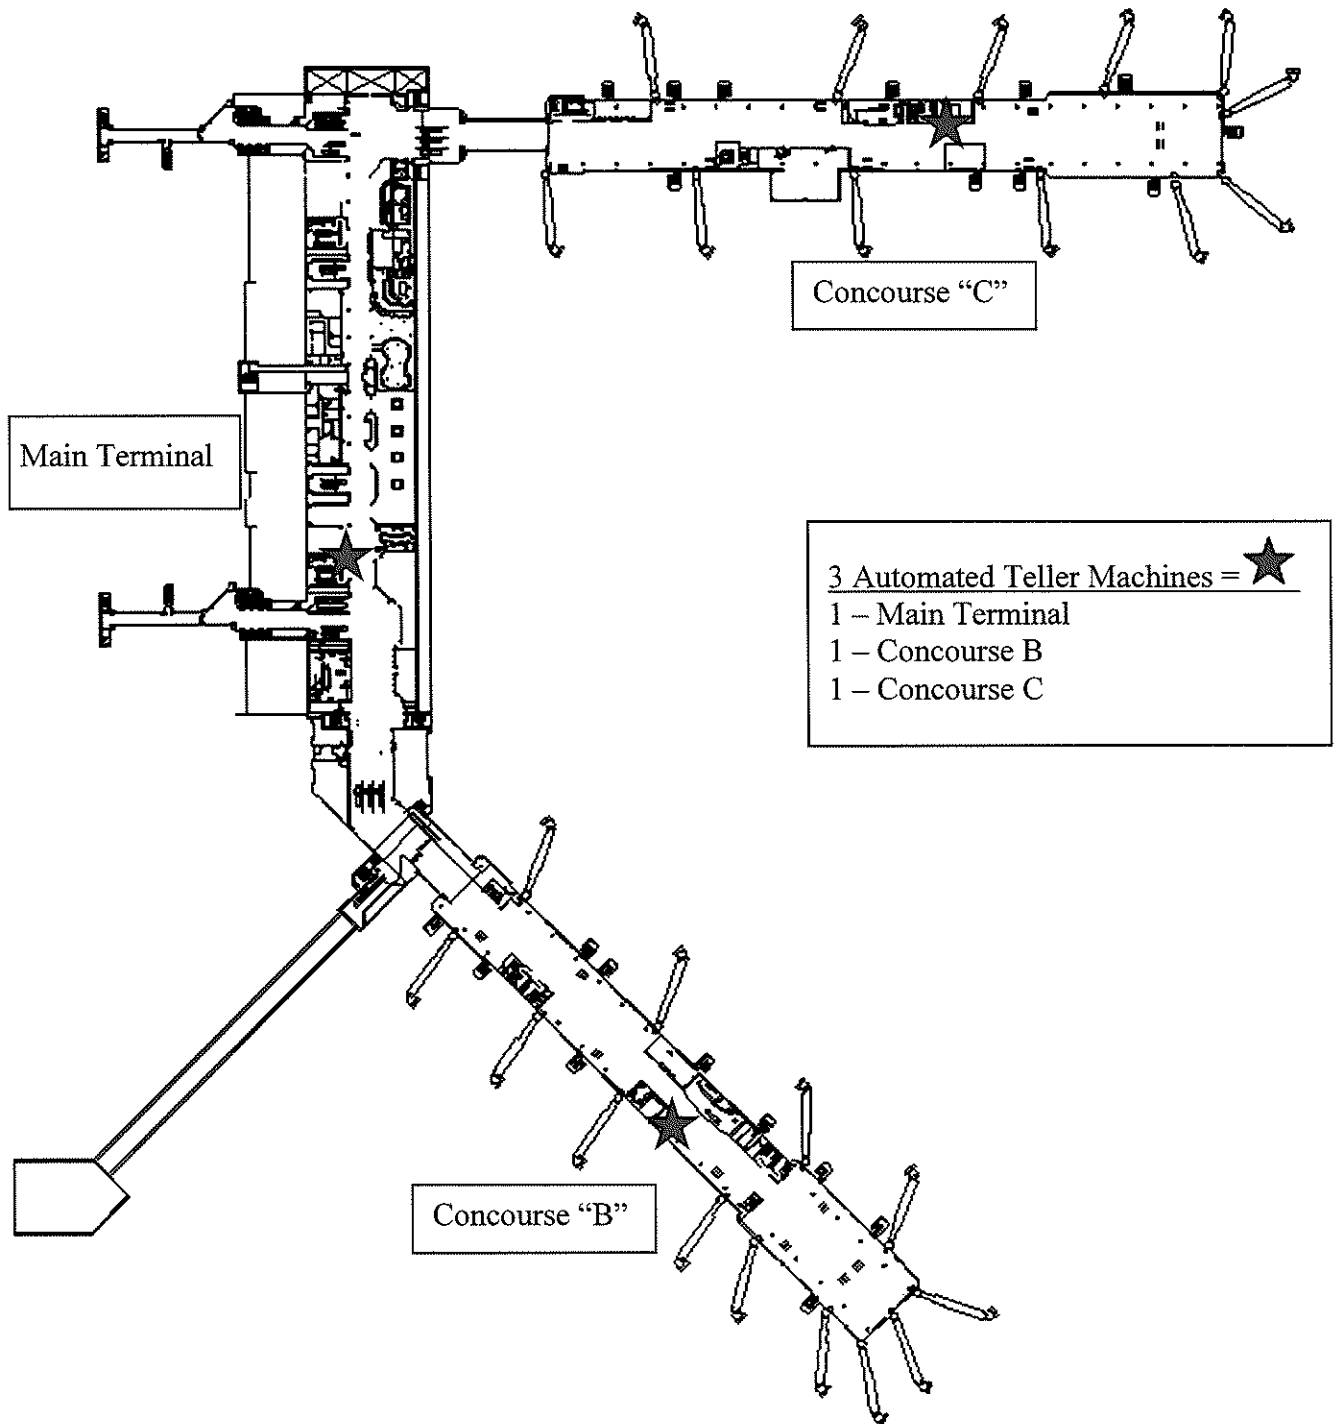 Concourse “C”
Main Terminal
3 Automated Teller Machines =
1 – Main Terminal
1 – Concourse B
1 – Concourse C
Concourse “B”